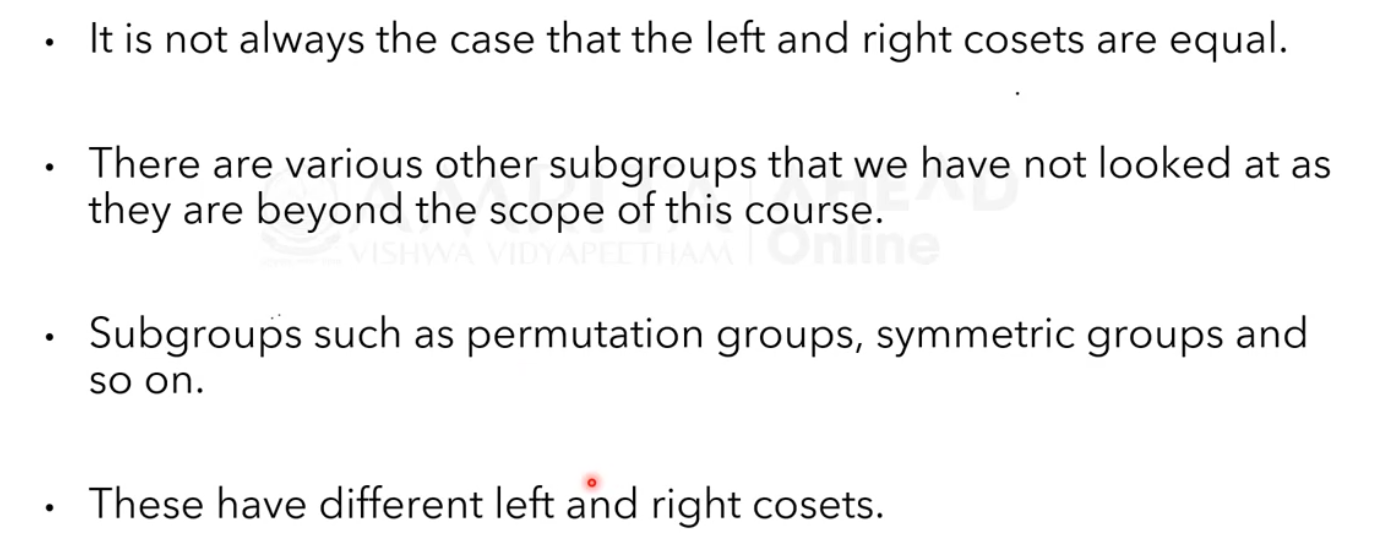 • It is not always the case that the left and right cosets are equal.
• There are various other subgroups that we have not looked at as
they are beyond the scope of this course.
AMRITA | AHEAD
VISHWA VIDYAPEETHAM | Online
• Subgroups such as permutation groups, symmetric groups and
so on.
• These have different left and right cosets.